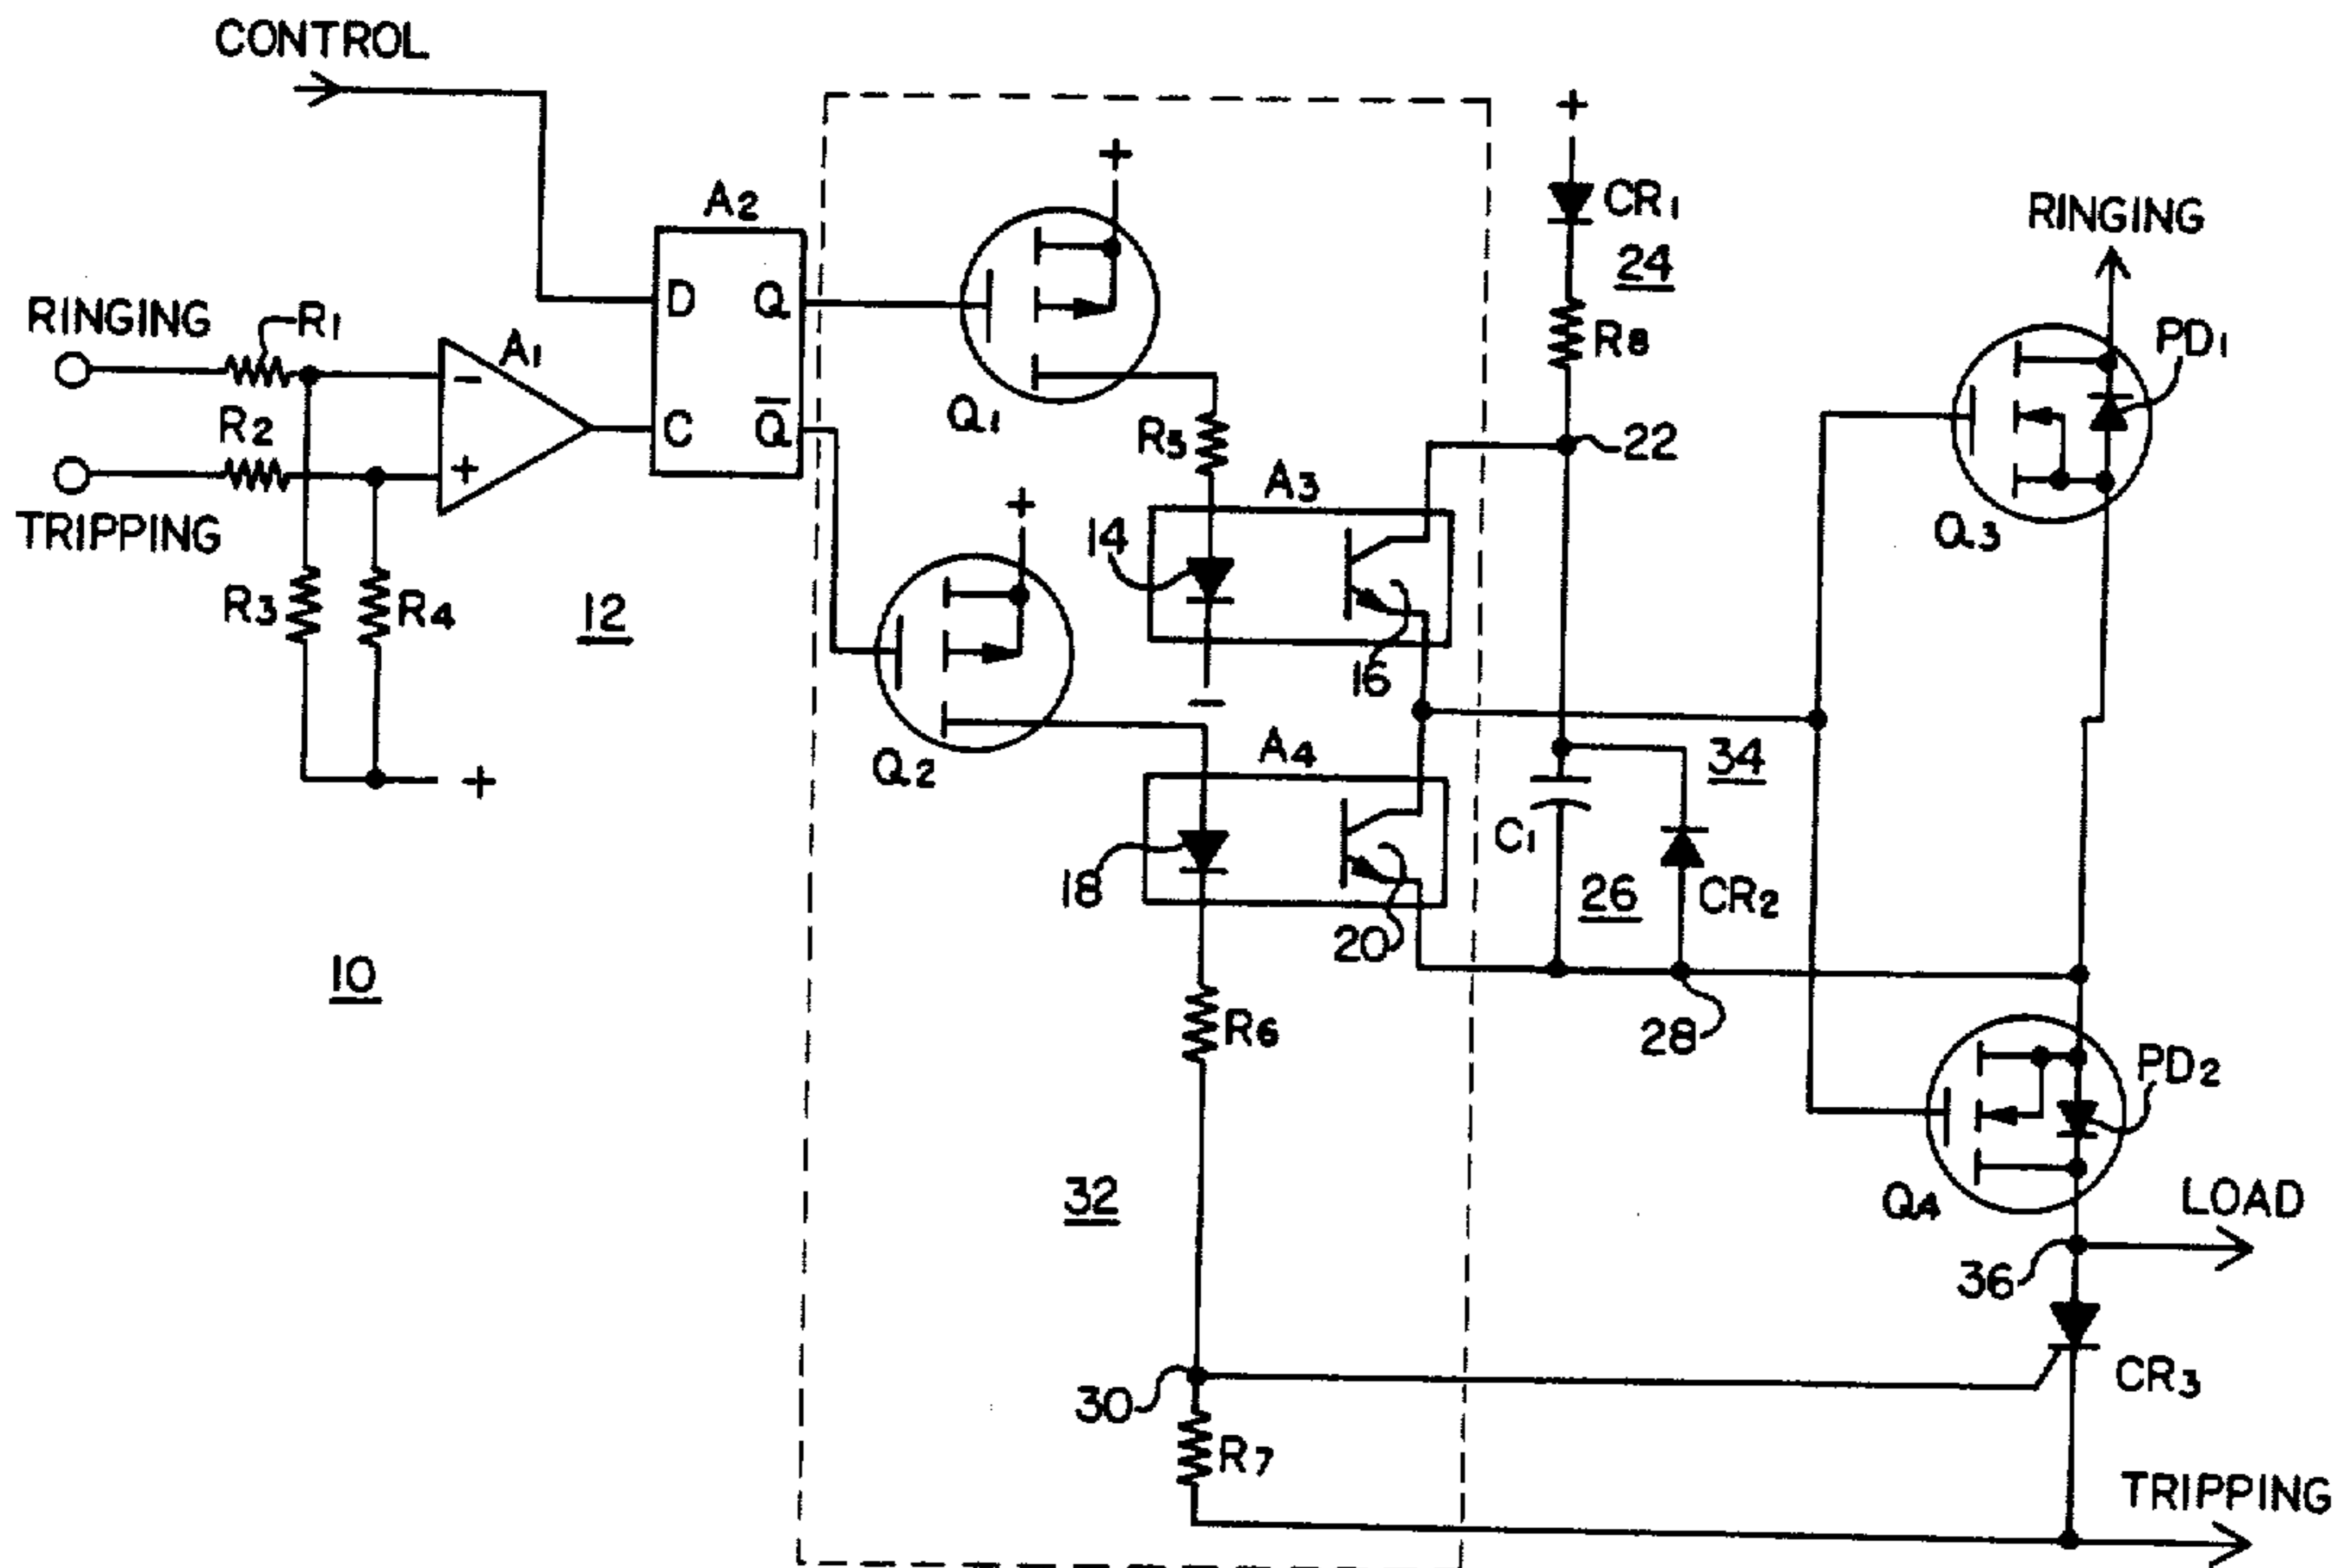 CONTROL
+
+
A2
CR1
RINGING
24
D
Q
RINGING
R1
A1
PD1
R8
-
R2
C
Q̅
Q1
R5
22
+
A3
+
TRIPPING
14
Q3
R3
R4
12
16
-
Q2
A4
34
+
C1
18
26
CR2
20
10
R6
28
PD2
32
Q4
LOAD
36
30
CR3
R7
TRIPPING